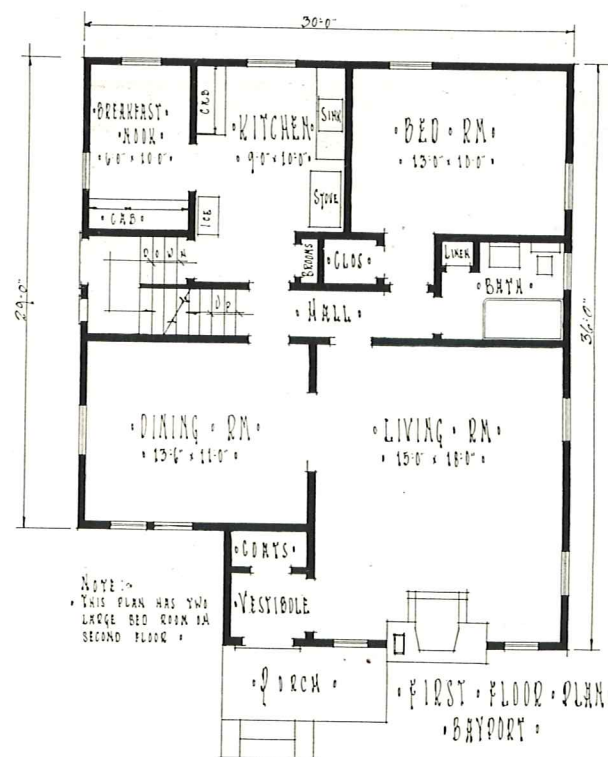 30'-0"
BREAKFAST
NOOK
6'-0" x 10'-0"
CAB
KITCHEN
9'-0" x 10'-0"
SINK
BED RM
13'-0" x 10'-0"
STOVE
ICE
CAB
DOWN
BROOMS
CLOS
LINEN
BATH
UP
HALL
29'-0"
36'-0"
DINING RM
13'-6" x 11'-0"
LIVING RM
15'-0" x 18'-0"
COATS
VESTIBOLE
NOTE:-
THIS PLAN HAS TWO
LARGE BED ROOM ON
SECOND FLOOR
PORCH
FIRST FLOOR PLAN
BAYPORT